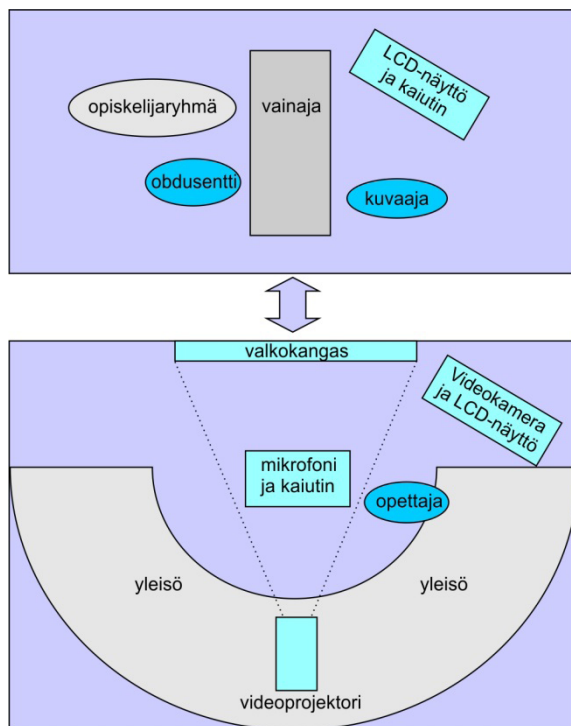 LCD-näyttö
ja kaiutin
opiskelijaryhmä
vainaja
obdusentti
kuvaaja
valkokangas
Videokamera
ja LCD-näyttö
mikrofoni
ja kaiutin
opettaja
yleisö
yleisö
videoprojektori